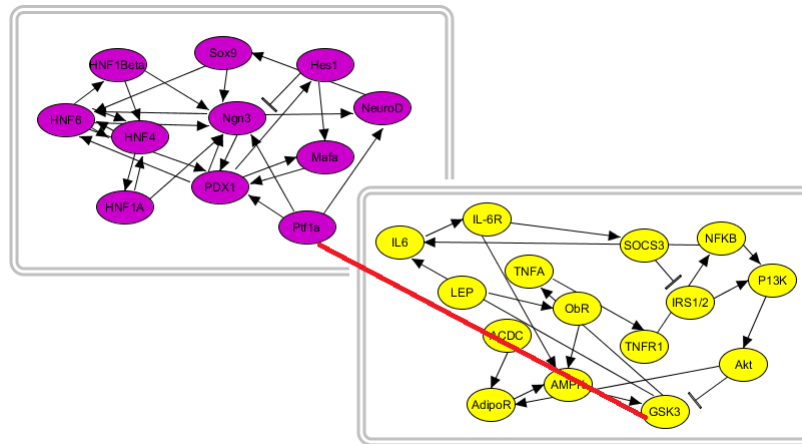 Sox9
HNF1Beta
Hes1
NeuroD
HNF6
Ngn3
HNF4
Mafa
PDX1
HNF1A
Ptf1a
IL-6R
IL6
SOCS3
NFKB
TNFA
P13K
LEP
ObR
IRS1/2
ACDC
TNFR1
Akt
AMPK
AdipoR
GSK3